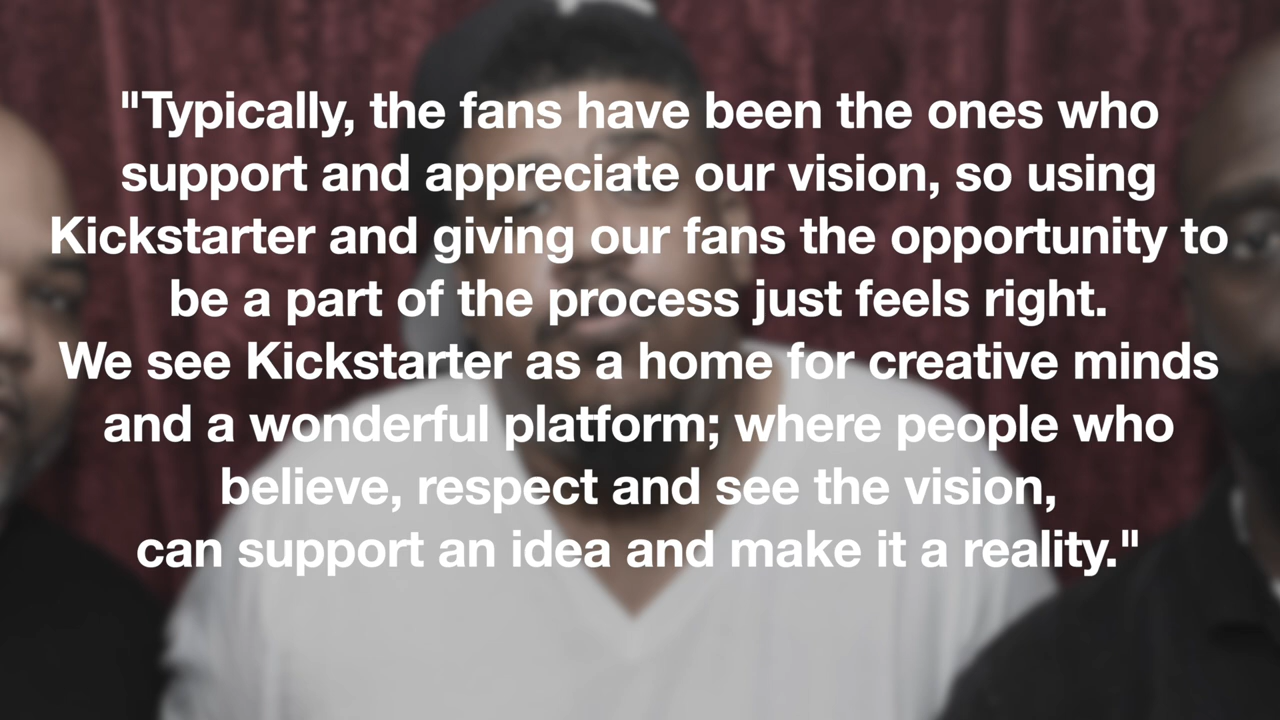 "Typically, the fans have been the ones who
support and appreciate our vision, so using
Kickstarter and giving our fans the opportunity to
be a part of the process just feels right.
We see Kickstarter as a home for creative minds
and a wonderful platform; where people who
believe, respect and see the vision,
can support an idea and make it a reality."